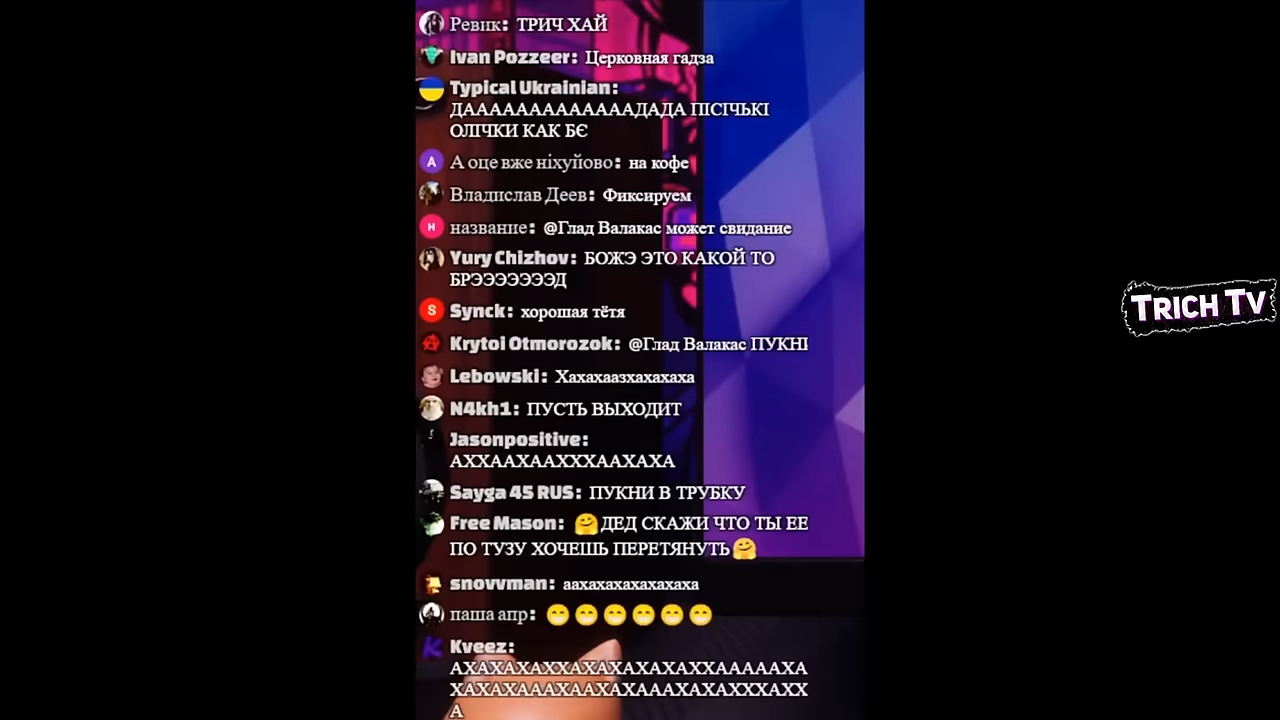 Ревик: ТРИЧ ХАЙ
Ivan Pozzeer: Церковная гадза
Typical Ukrainian:
ДААААААААААААДАДА ПІСІЧЬКІ
ОЛІЧКИ КАК БЄ
А оце вже ніхуйово: на кофе
Владислав Деев: Фиксируем
название: @Глад Валакас может свидание
Yury Chizhov: БОЖЭ ЭТО КАКОЙ ТО
БРЭЭЭЭЭЭЭД
Synck: хорошая тётя
Krytoi Otmorozok: @Глад Валакас ПУКНІ
Lebowski: Хахахаазхахахаха
N4kh1: ПУСТЬ ВЫХОДИТ
Jasonpositive:
АХХААХААХХХААХАХА
Sayga 45 RUS: ПУКНИ В ТРУБКУ
Free Mason: 🤗ДЕД СКАЖИ ЧТО ТЫ ЕЕ
ПО ТУЗУ ХОЧЕШЬ ПЕРЕТЯНУТЬ🤗
snovvman: аахахахахахахаха
паша апр: 😁😁😁😁😁😁
Kveez:
АХАХАХАХХАХАХАХАХАХХАААААХА
ХАХАХАААХААХАХАААХАХАХХХАХХ
А
TRICH TV